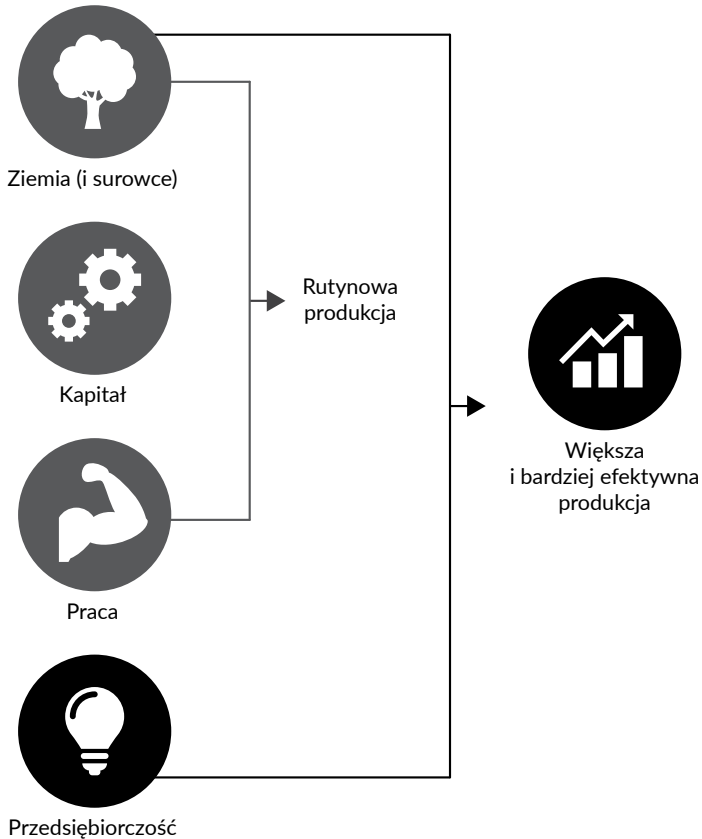 Ziemia (i surowce)
Kapitał
Praca
Przedsiębiorczość
Rutynowa
produkcja
Większa
i bardziej efektywna
produkcja